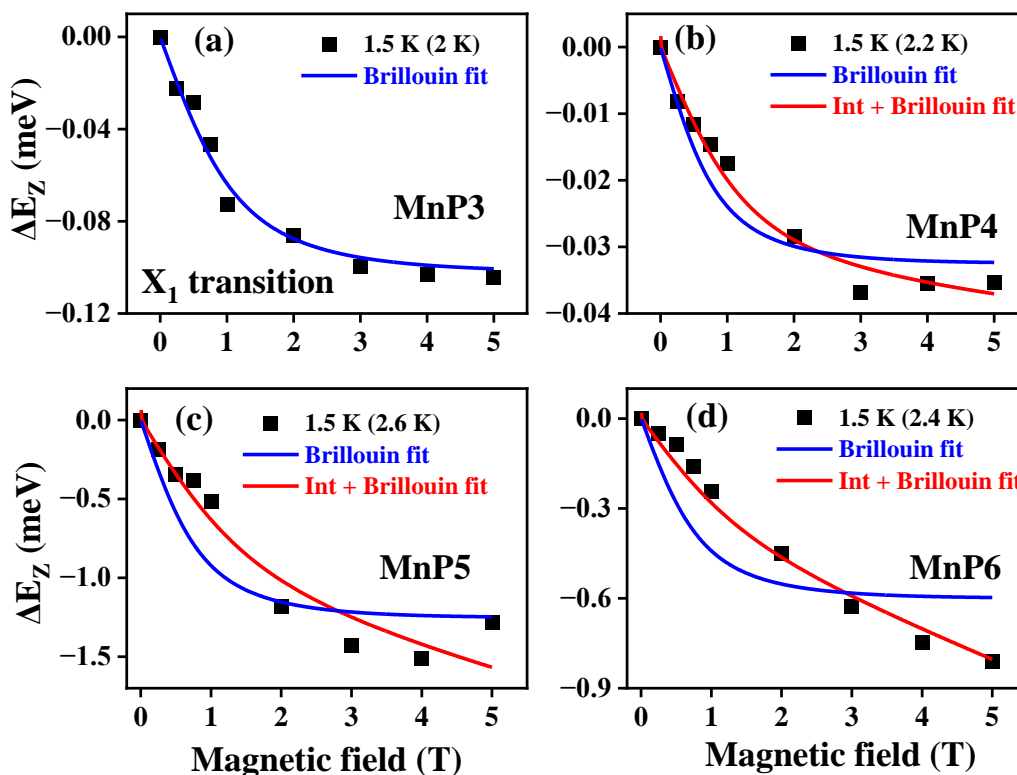 (a)
1.5 K (2 K)
Brillouin fit
MnP3
X₁ transition
ΔE_Z (meV)
0.00
−0.04
−0.08
−0.12
0 1 2 3 4 5
(b)
1.5 K (2.2 K)
Brillouin fit
Int + Brillouin fit
MnP4
0.00
−0.01
−0.02
−0.03
−0.04
0 1 2 3 4 5
(c)
1.5 K (2.6 K)
Brillouin fit
Int + Brillouin fit
MnP5
ΔE_Z (meV)
0.0
−0.5
−1.0
−1.5
0 1 2 3 4 5
Magnetic field (T)
(d)
1.5 K (2.4 K)
Brillouin fit
Int + Brillouin fit
MnP6
0.0
−0.3
−0.6
−0.9
0 1 2 3 4 5
Magnetic field (T)